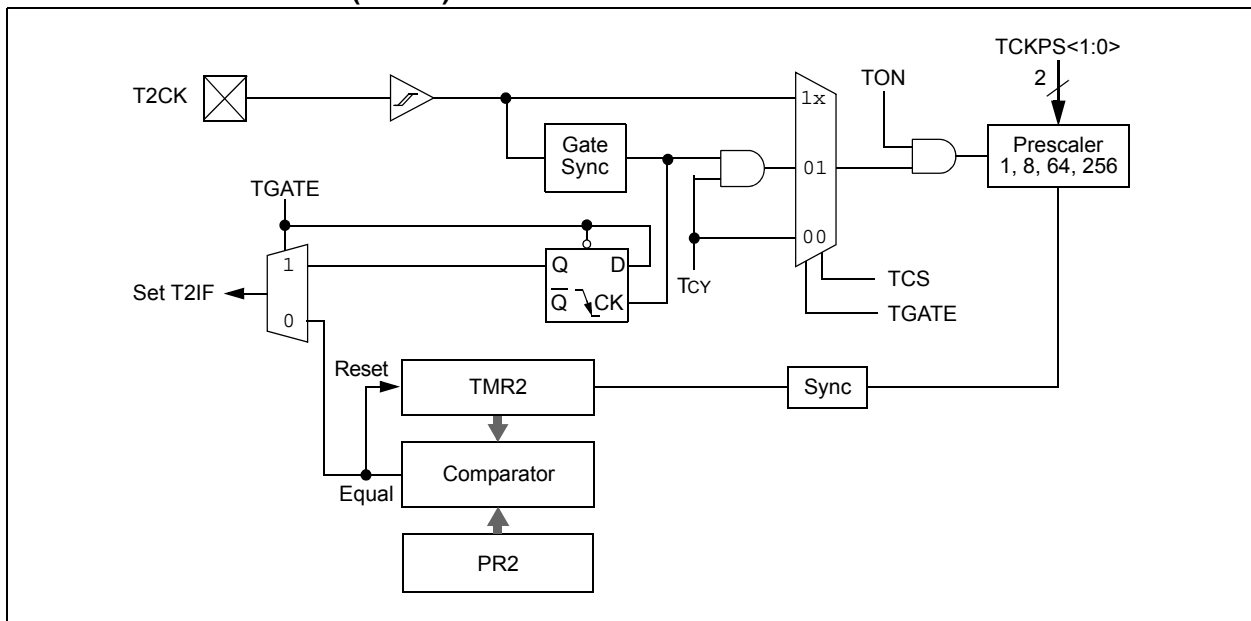 TCKPS<1:0>
2
TON
T2CK
1x
Prescaler
1, 8, 64, 256
Gate
Sync
01
TGATE
00
1
Q
D
TCY
TCS
Set T2IF
Q
CK
TGATE
0
Reset
TMR2
Sync
Comparator
Equal
PR2